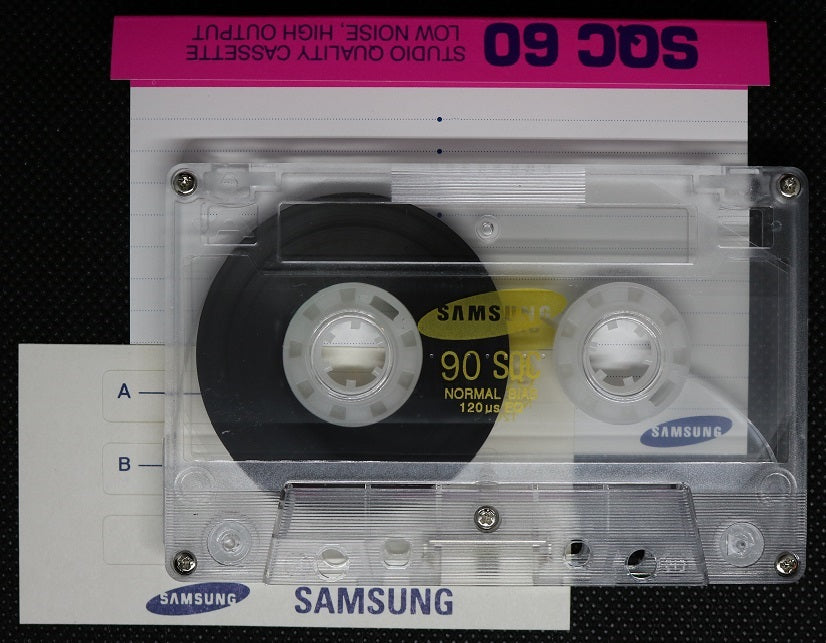 SQC 60
STUDIO QUALITY CASSETTE
LOW NOISE, HIGH OUTPUT
SAMSUNG
90 SQC
NORMAL BIAS
120 µs EQ
A
SAMSUNG
B
SAMSUNG
SAMSUNG